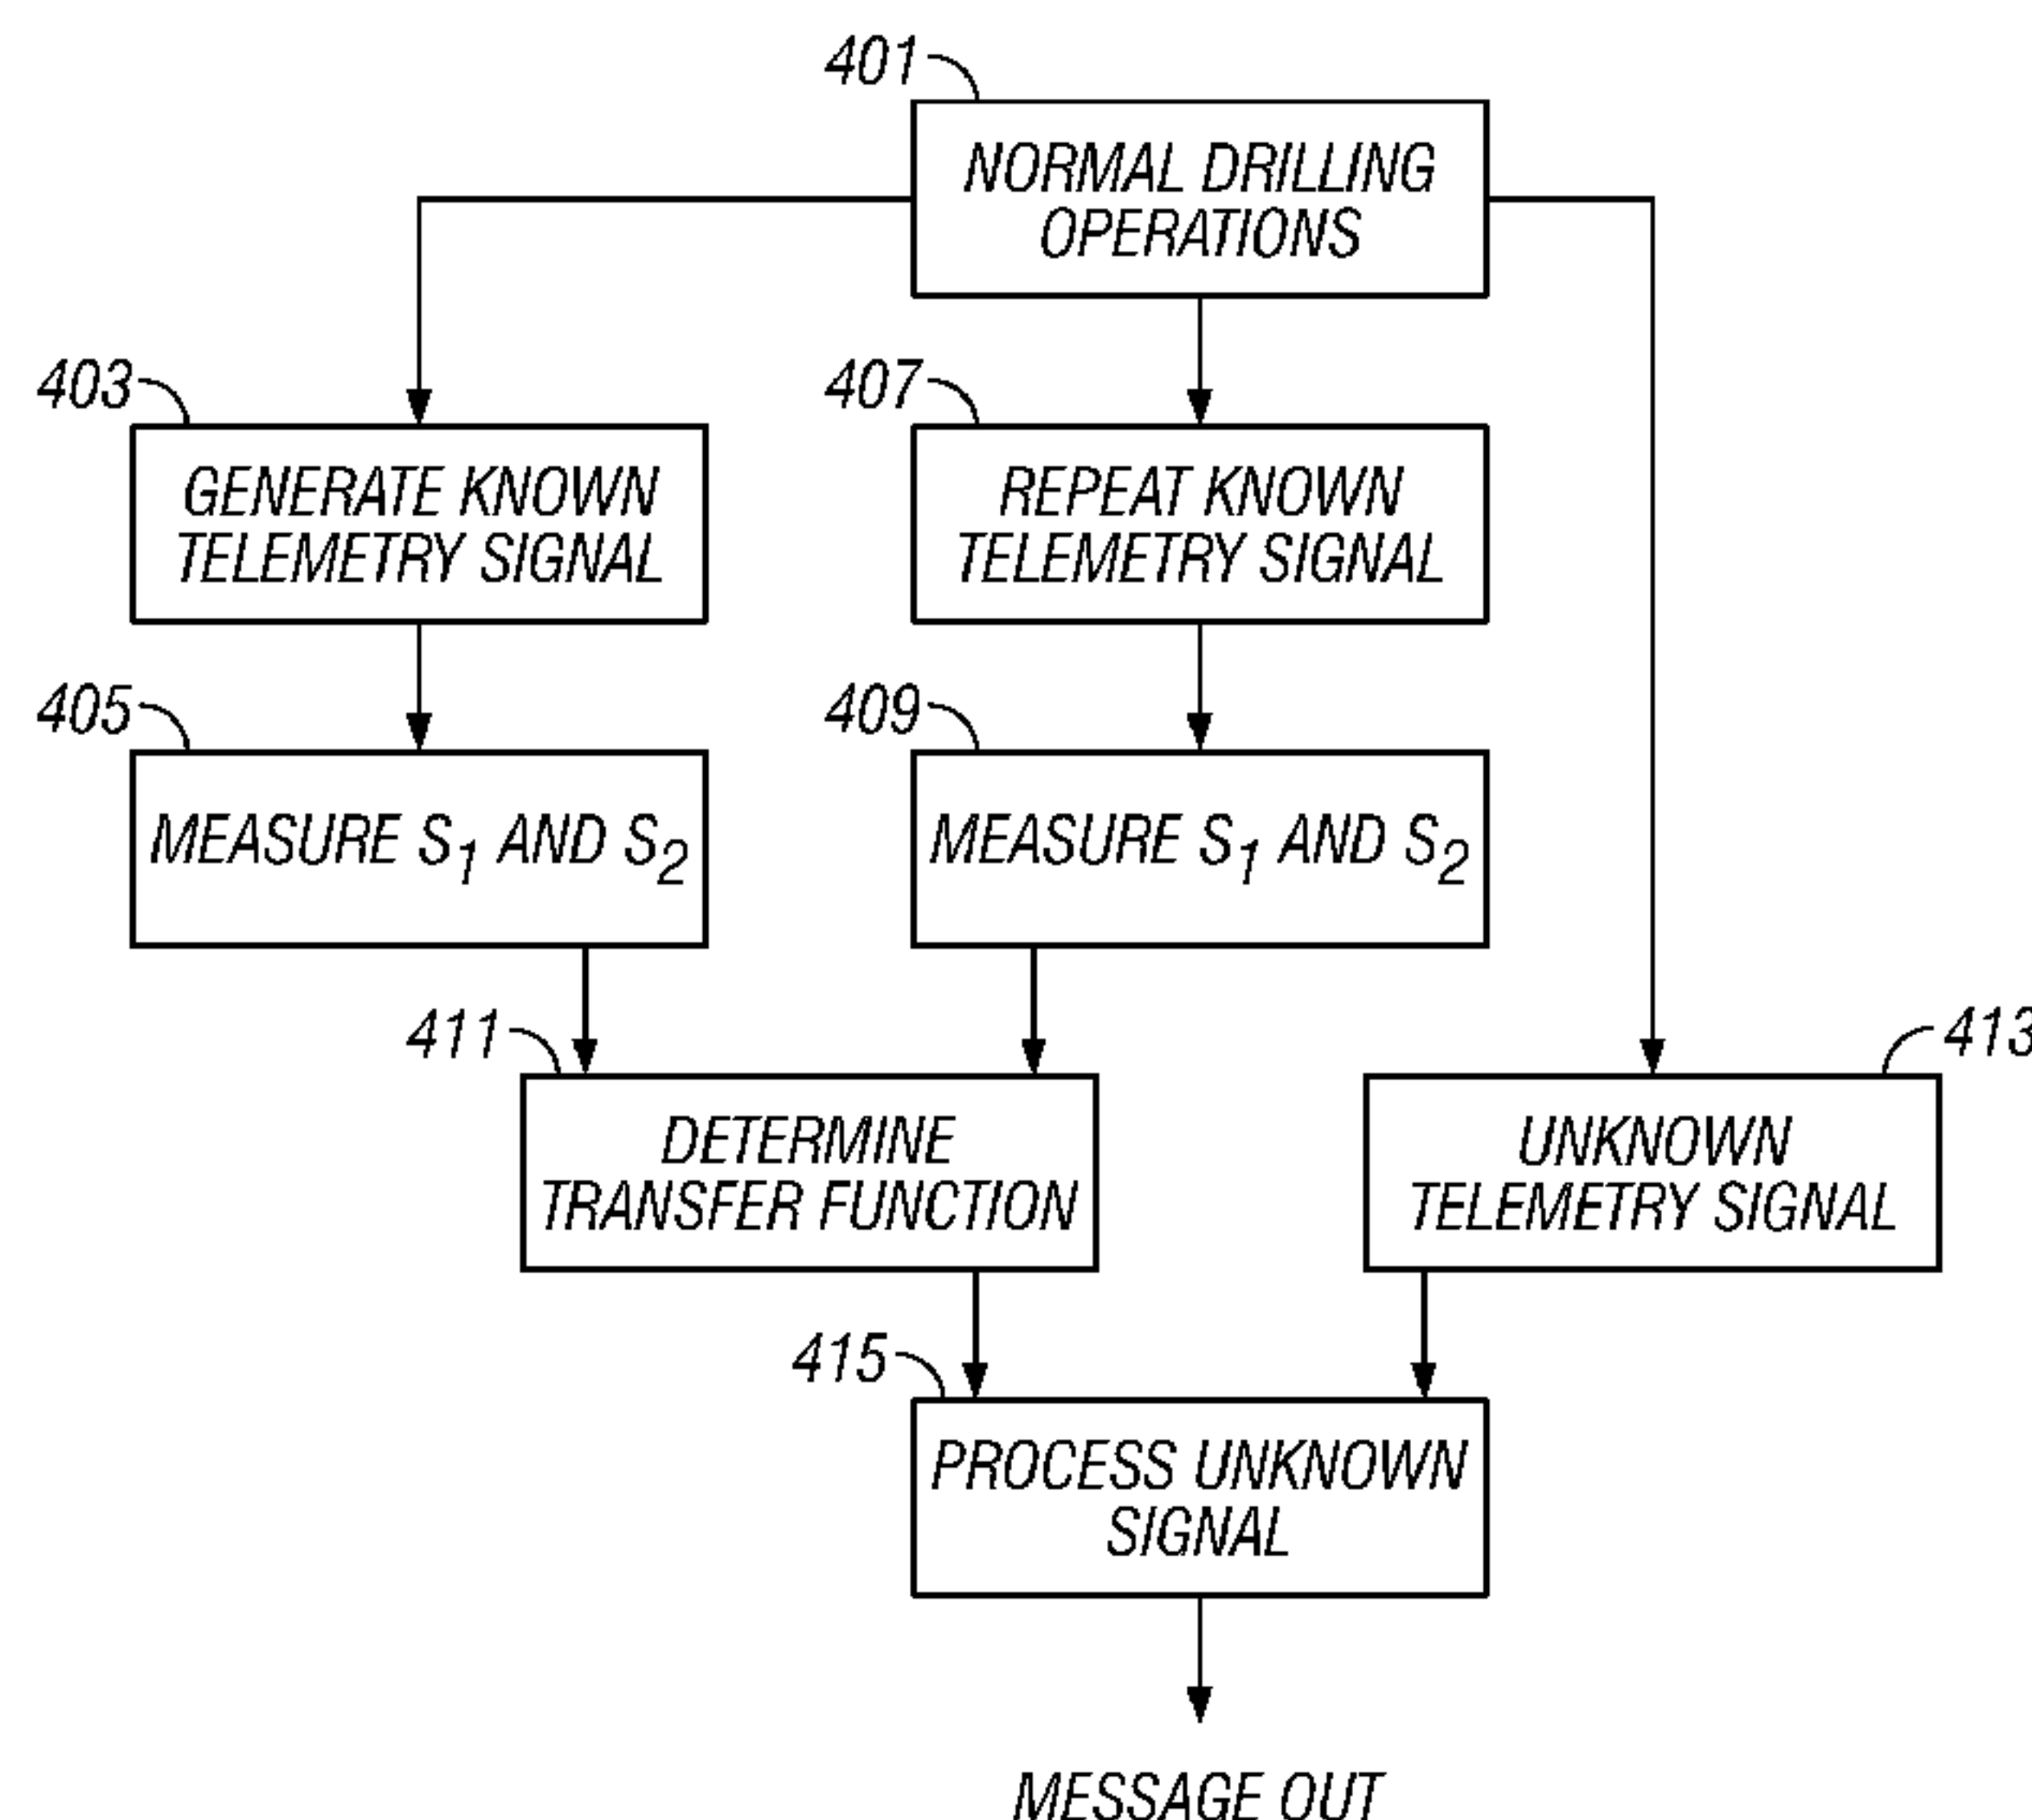 401
NORMAL DRILLING
OPERATIONS
403
GENERATE KNOWN
TELEMETRY SIGNAL
407
REPEAT KNOWN
TELEMETRY SIGNAL
405
MEASURE S1 AND S2
409
MEASURE S1 AND S2
411
DETERMINE
TRANSFER FUNCTION
413
UNKNOWN
TELEMETRY SIGNAL
415
PROCESS UNKNOWN
SIGNAL
MESSAGE OUT